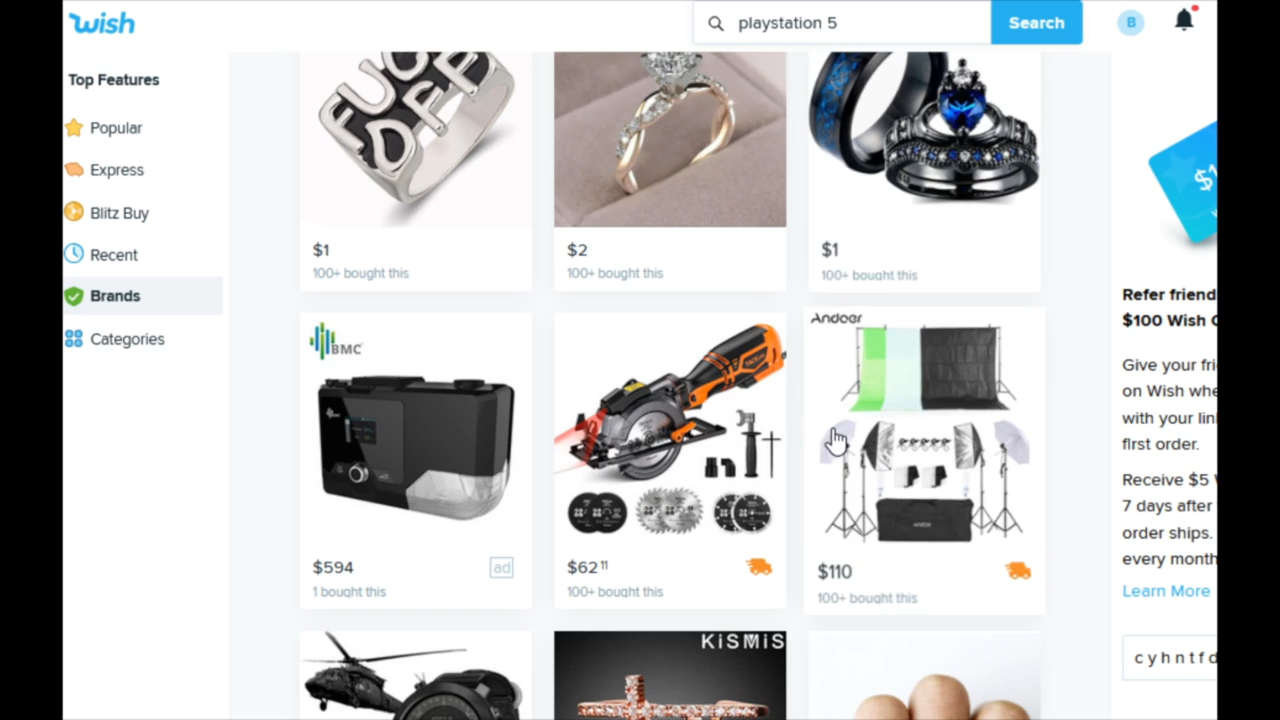 wish
playstation 5
Search
B
Top Features
Popular
Express
Blitz Buy
Recent
Brands
Categories
FUC
OFF
$1
100+ bought this
$2
100+ bought this
$1
100+ bought this
BMC
$594
ad
1 bought this
$62 11
100+ bought this
Andoer
$110
100+ bought this
KiSMiS
$1
Refer friend
$100 Wish
Give your fri
on Wish whe
with your lin
first order.
Receive $5
7 days after
order ships.
every month
Learn More
cyhntfd